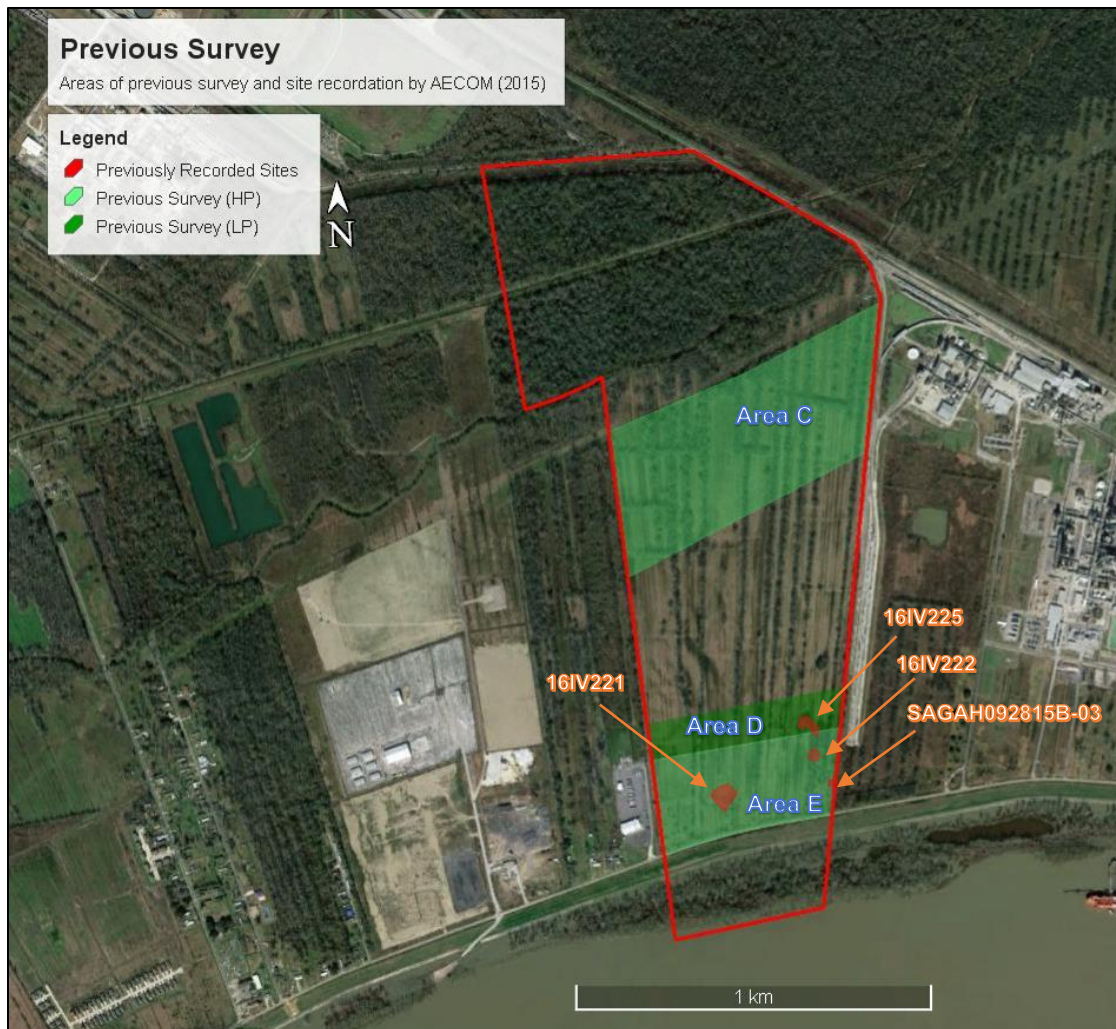 Previous Survey
Areas of previous survey and site recordation by AECOM (2015)
Legend
Previously Recorded Sites
Previous Survey (HP)
Previous Survey (LP)
N
Area C
16IV225
16IV222
16IV221
SAGAH092815B-03
Area D
Area E
1 km